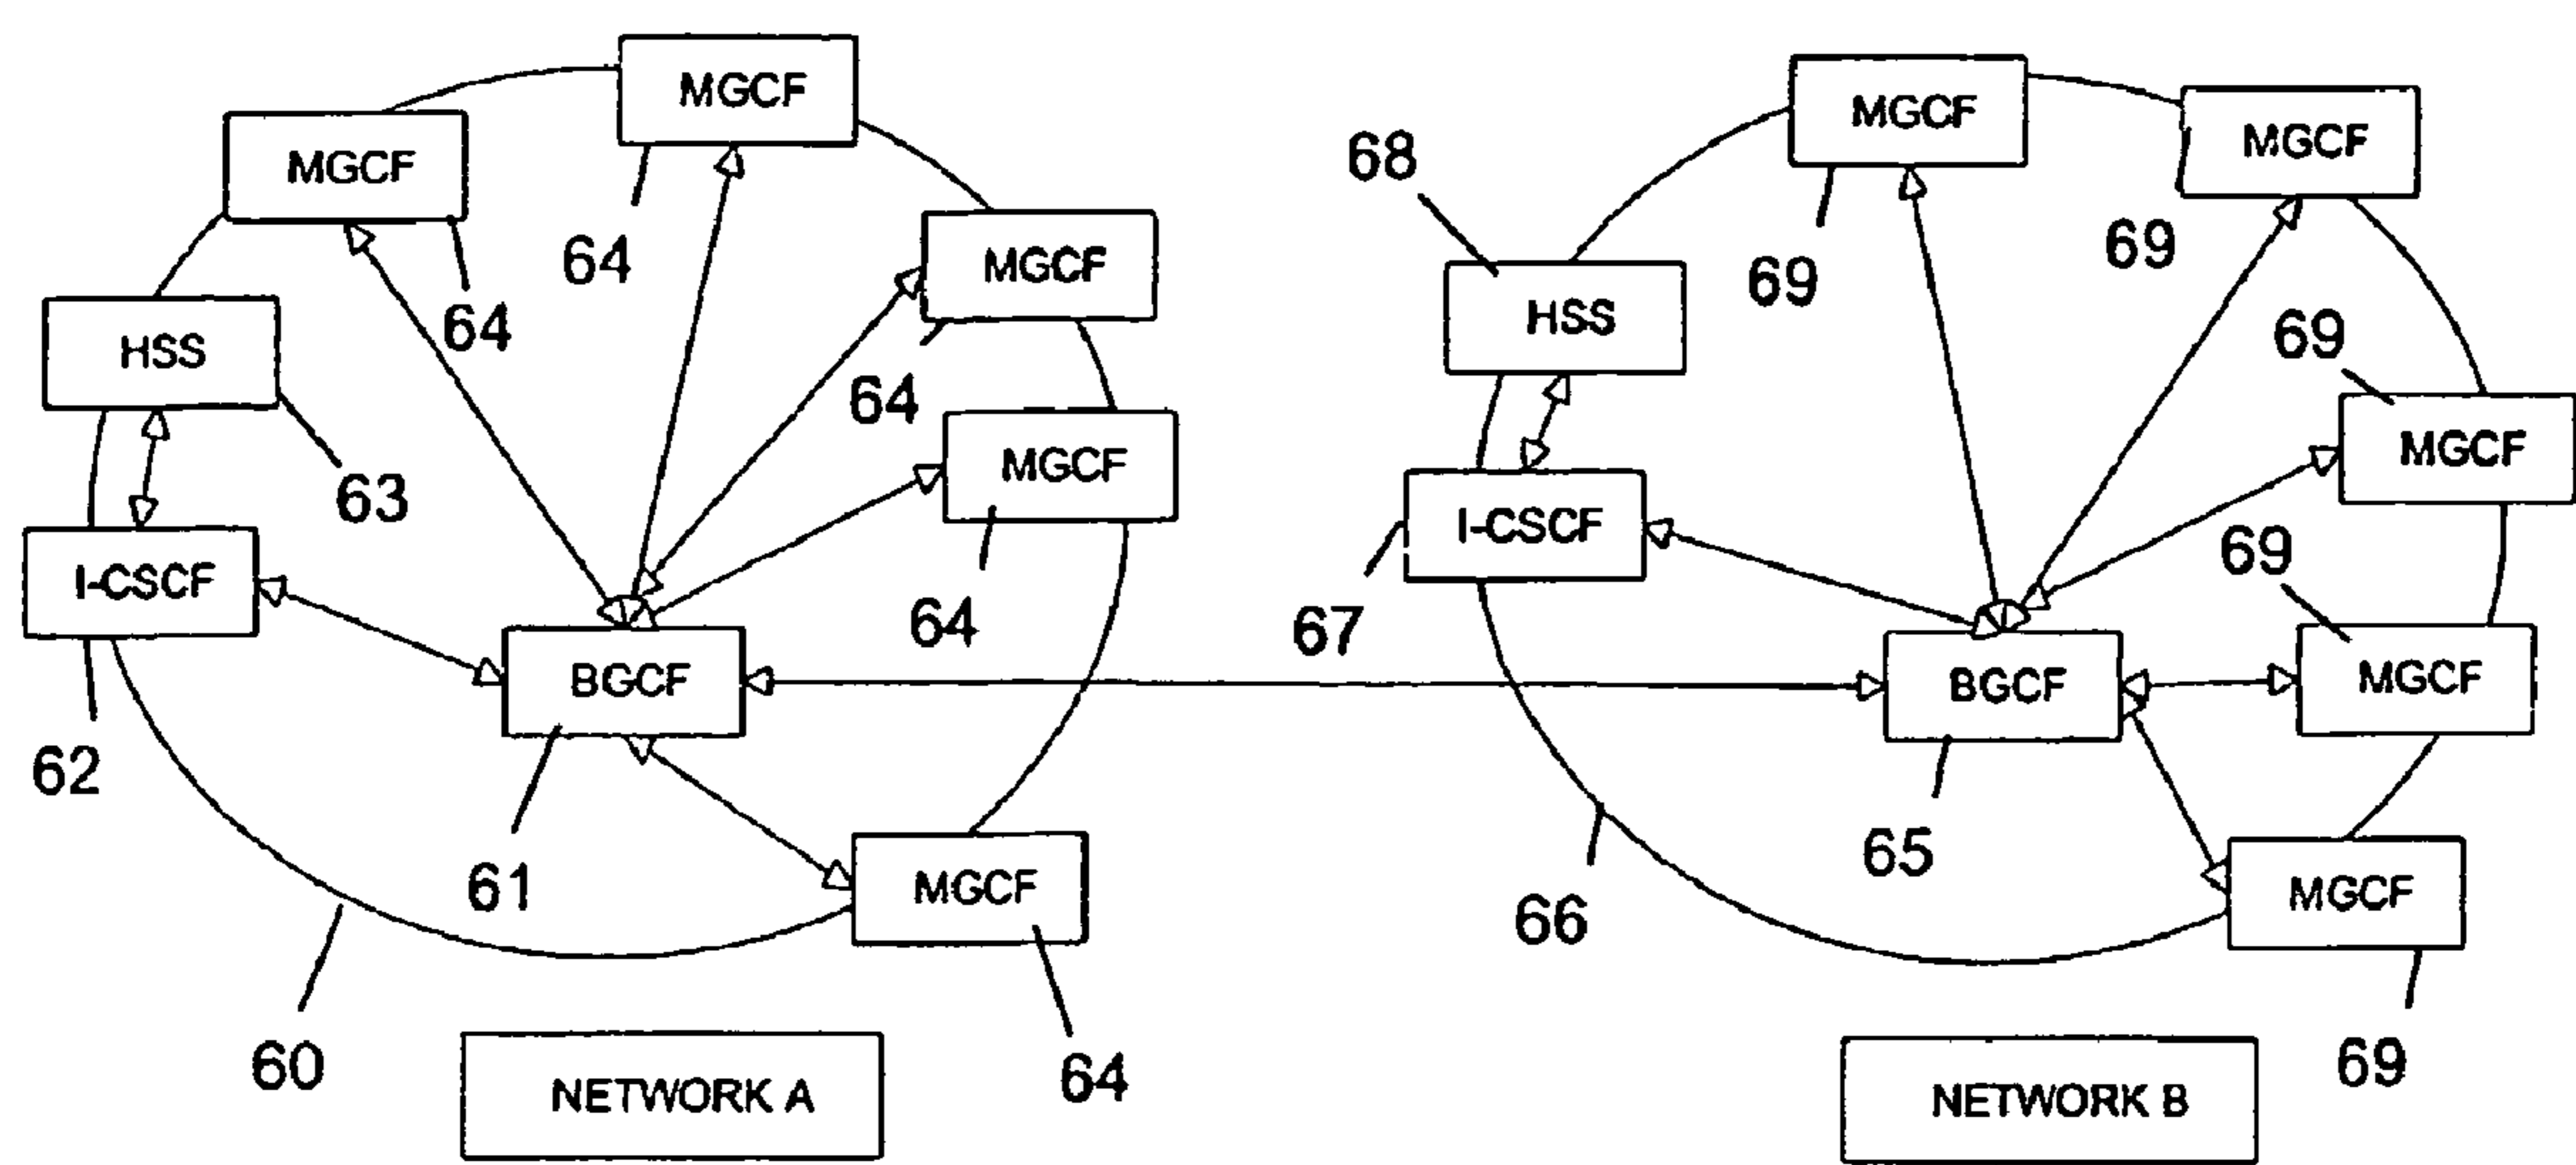 MGCF
64
MGCF
64
MGCF
64
HSS
63
MGCF
64
I-CSCF
62
BGCF
61
MGCF
64
60
NETWORK A
MGCF
69
MGCF
69
68
HSS
69
MGCF
I-CSCF
67
69
MGCF
BGCF
65
66
MGCF
69
NETWORK B